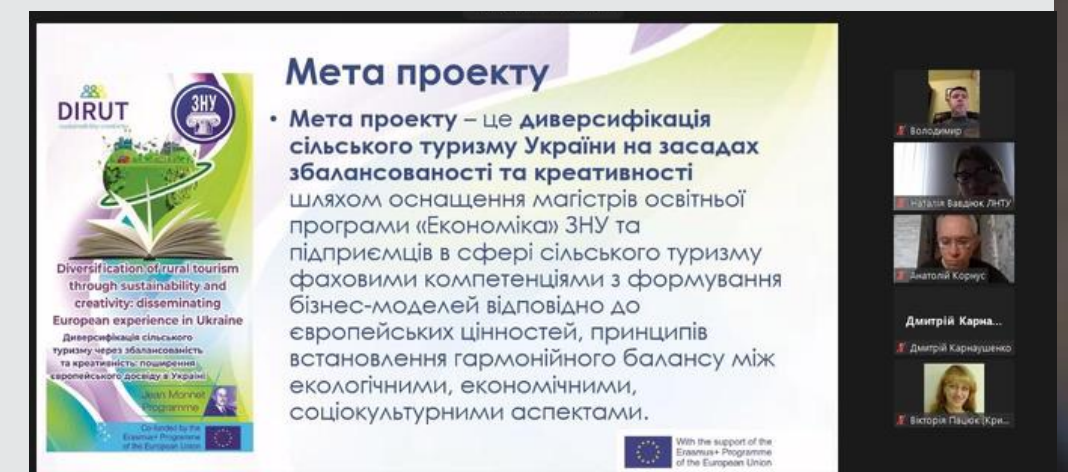 DIRUT
ЗНУ
Diversification of rural tourism
through sustainability and
creativity: disseminating
European experience in Ukraine
Диверсифікація сільського
туризму через збалансованість
та креативність: поширення
європейського досвіду в Україні
Jean Monnet
Programme
Co-funded by the
Erasmus+ Programme
of the European Union
Мета проекту
• Мета проекту – це диверсифікація
сільського туризму України на засадах
збалансованості та креативності
шляхом оснащення магістрів освітньої
програми «Економіка» ЗНУ та
підприємців в сфері сільського туризму
фаховими компетенціями з формування
бізнес-моделей відповідно до
європейських цінностей, принципів
встановлення гармонійного балансу між
екологічними, економічними,
соціокультурними аспектами.
With the support of the
Erasmus+ Programme
of the European Union
Володимир
Наталія Вавдіюк ЛНТУ
Анатолій Корнус
Дмитрій Карна...
Дмитрій Карнаушенко
Вікторія Пацюк (Кри...